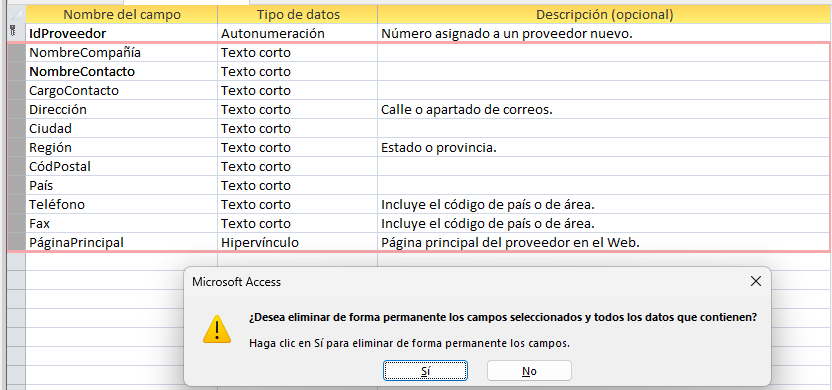 Nombre del campo Tipo de datos Descripción (opcional)
IdProveedor Autonumeración Número asignado a un proveedor nuevo.
NombreCompañía Texto corto
NombreContacto Texto corto
CargoContacto Texto corto
Dirección Texto corto Calle o apartado de correos.
Ciudad Texto corto
Región Texto corto Estado o provincia.
CódPostal Texto corto
País Texto corto
Teléfono Texto corto Incluye el código de país o de área.
Fax Texto corto Incluye el código de país o de área.
PáginaPrincipal Hipervínculo Página principal del proveedor en el Web.
Microsoft Access
¿Desea eliminar de forma permanente los campos seleccionados y todos los datos que contienen?
Haga clic en Sí para eliminar de forma permanente los campos.
Sí No